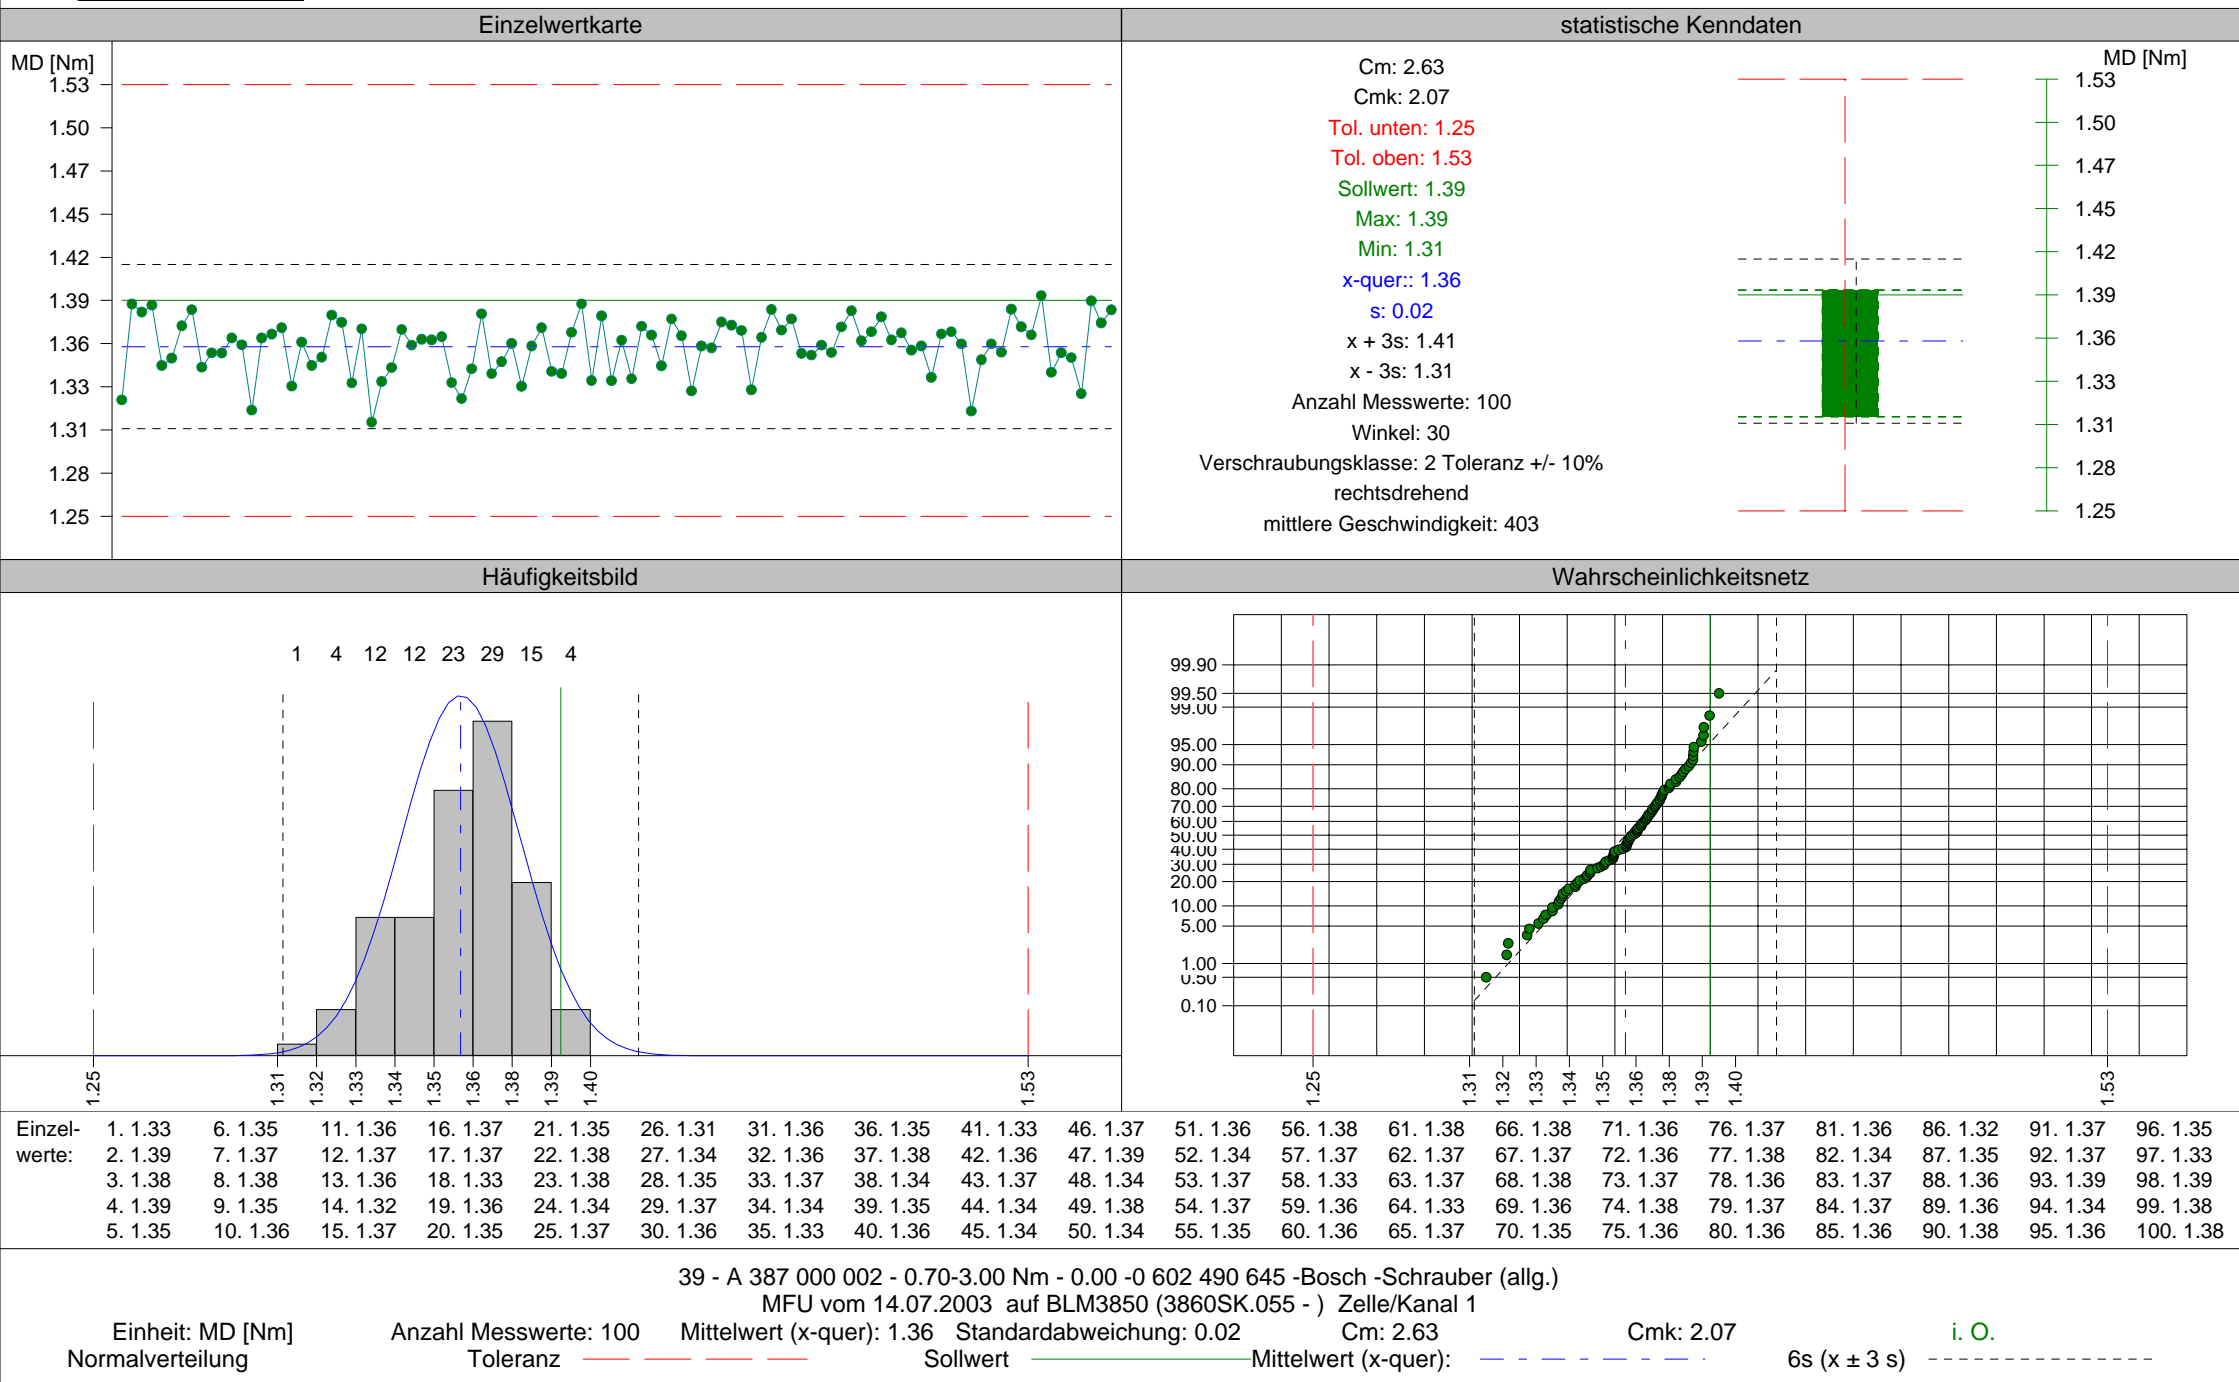 Einzelwertkarte
MD [Nm]
1.53
1.50
1.47
1.45
1.42
1.39
1.36
1.33
1.31
1.28
1.25
statistische Kenndaten
Cm: 2.63
Cmk: 2.07
Tol. unten: 1.25
Tol. oben: 1.53
Sollwert: 1.39
Max: 1.39
Min: 1.31
x-quer:: 1.36
s: 0.02
x + 3s: 1.41
x - 3s: 1.31
Anzahl Messwerte: 100
Winkel: 30
Verschraubungsklasse: 2 Toleranz +/- 10%
rechtsdrehend
mittlere Geschwindigkeit: 403
MD [Nm]
1.53
1.50
1.47
1.45
1.42
1.39
1.36
1.33
1.31
1.28
1.25
Häufigkeitsbild
1 4 12 12 23 29 15 4
1.25 1.31 1.32 1.33 1.34 1.35 1.36 1.38 1.39 1.40 1.53
Wahrscheinlichkeitsnetz
99.90
99.50
99.00
95.00
90.00
80.00
70.00
60.00
50.00
40.00
30.00
20.00
10.00
5.00
1.00
0.50
0.10
1.25 1.31 1.32 1.33 1.34 1.35 1.36 1.38 1.39 1.40 1.53
Einzel- 1. 1.33 6. 1.35 11. 1.36 16. 1.37 21. 1.35 26. 1.31 31. 1.36 36. 1.35 41. 1.33 46. 1.37 51. 1.36 56. 1.38 61. 1.38 66. 1.38 71. 1.36 76. 1.37 81. 1.36 86. 1.32 91. 1.37 96. 1.35
werte: 2. 1.39 7. 1.37 12. 1.37 17. 1.37 22. 1.38 27. 1.34 32. 1.36 37. 1.38 42. 1.36 47. 1.39 52. 1.34 57. 1.37 62. 1.37 67. 1.37 72. 1.36 77. 1.38 82. 1.34 87. 1.35 92. 1.37 97. 1.33
3. 1.38 8. 1.38 13. 1.36 18. 1.33 23. 1.38 28. 1.35 33. 1.37 38. 1.34 43. 1.37 48. 1.34 53. 1.37 58. 1.33 63. 1.37 68. 1.38 73. 1.37 78. 1.36 83. 1.37 88. 1.36 93. 1.39 98. 1.39
4. 1.39 9. 1.35 14. 1.32 19. 1.36 24. 1.34 29. 1.37 34. 1.34 39. 1.35 44. 1.34 49. 1.38 54. 1.37 59. 1.36 64. 1.33 69. 1.36 74. 1.38 79. 1.37 84. 1.37 89. 1.36 94. 1.34 99. 1.38
5. 1.35 10. 1.36 15. 1.37 20. 1.35 25. 1.37 30. 1.36 35. 1.33 40. 1.36 45. 1.34 50. 1.34 55. 1.35 60. 1.36 65. 1.37 70. 1.35 75. 1.36 80. 1.36 85. 1.36 90. 1.38 95. 1.36 100. 1.38
39 - A 387 000 002 - 0.70-3.00 Nm - 0.00 -0 602 490 645 -Bosch -Schrauber (allg.)
MFU vom 14.07.2003 auf BLM3850 (3860SK.055 - ) Zelle/Kanal 1
Einheit: MD [Nm] Anzahl Messwerte: 100 Mittelwert (x-quer): 1.36 Standardabweichung: 0.02 Cm: 2.63 Cmk: 2.07 i. O.
Normalverteilung Toleranz Sollwert Mittelwert (x-quer): 6s (x ± 3 s)